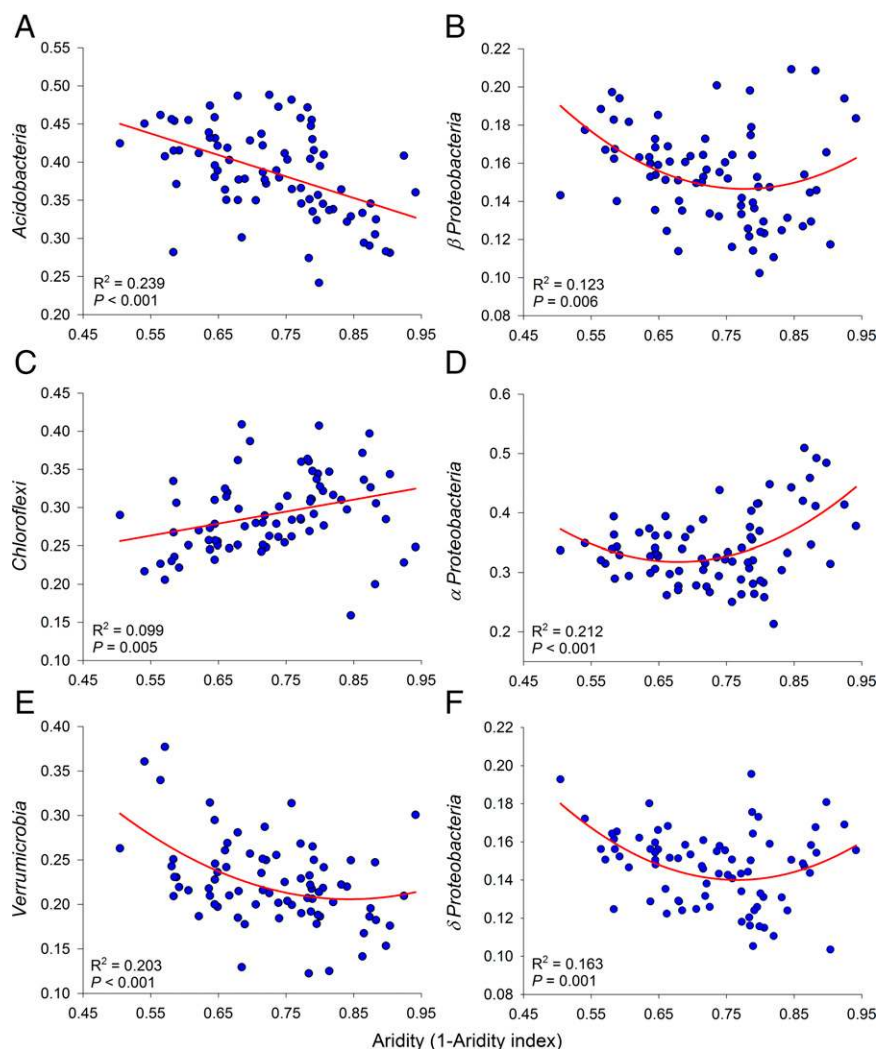 A
Acidobacteria
0.55
0.50
0.45
0.40
0.35
0.30
0.25
0.20
R² = 0.239
P < 0.001
0.45 0.55 0.65 0.75 0.85 0.95
B
β Proteobacteria
0.22
0.20
0.18
0.16
0.14
0.12
0.10
0.08
R² = 0.123
P = 0.006
0.45 0.55 0.65 0.75 0.85 0.95
C
Chloroflexi
0.45
0.40
0.35
0.30
0.25
0.20
0.15
0.10
R² = 0.099
P = 0.005
0.45 0.55 0.65 0.75 0.85 0.95
D
α Proteobacteria
0.6
0.5
0.4
0.3
0.2
R² = 0.212
P < 0.001
0.45 0.55 0.65 0.75 0.85 0.95
E
Verrumicrobia
0.40
0.35
0.30
0.25
0.20
0.15
0.10
R² = 0.203
P < 0.001
0.45 0.55 0.65 0.75 0.85 0.95
F
δ Proteobacteria
0.22
0.20
0.18
0.16
0.14
0.12
0.10
0.08
R² = 0.163
P = 0.001
0.45 0.55 0.65 0.75 0.85 0.95
Aridity (1-Aridity index)